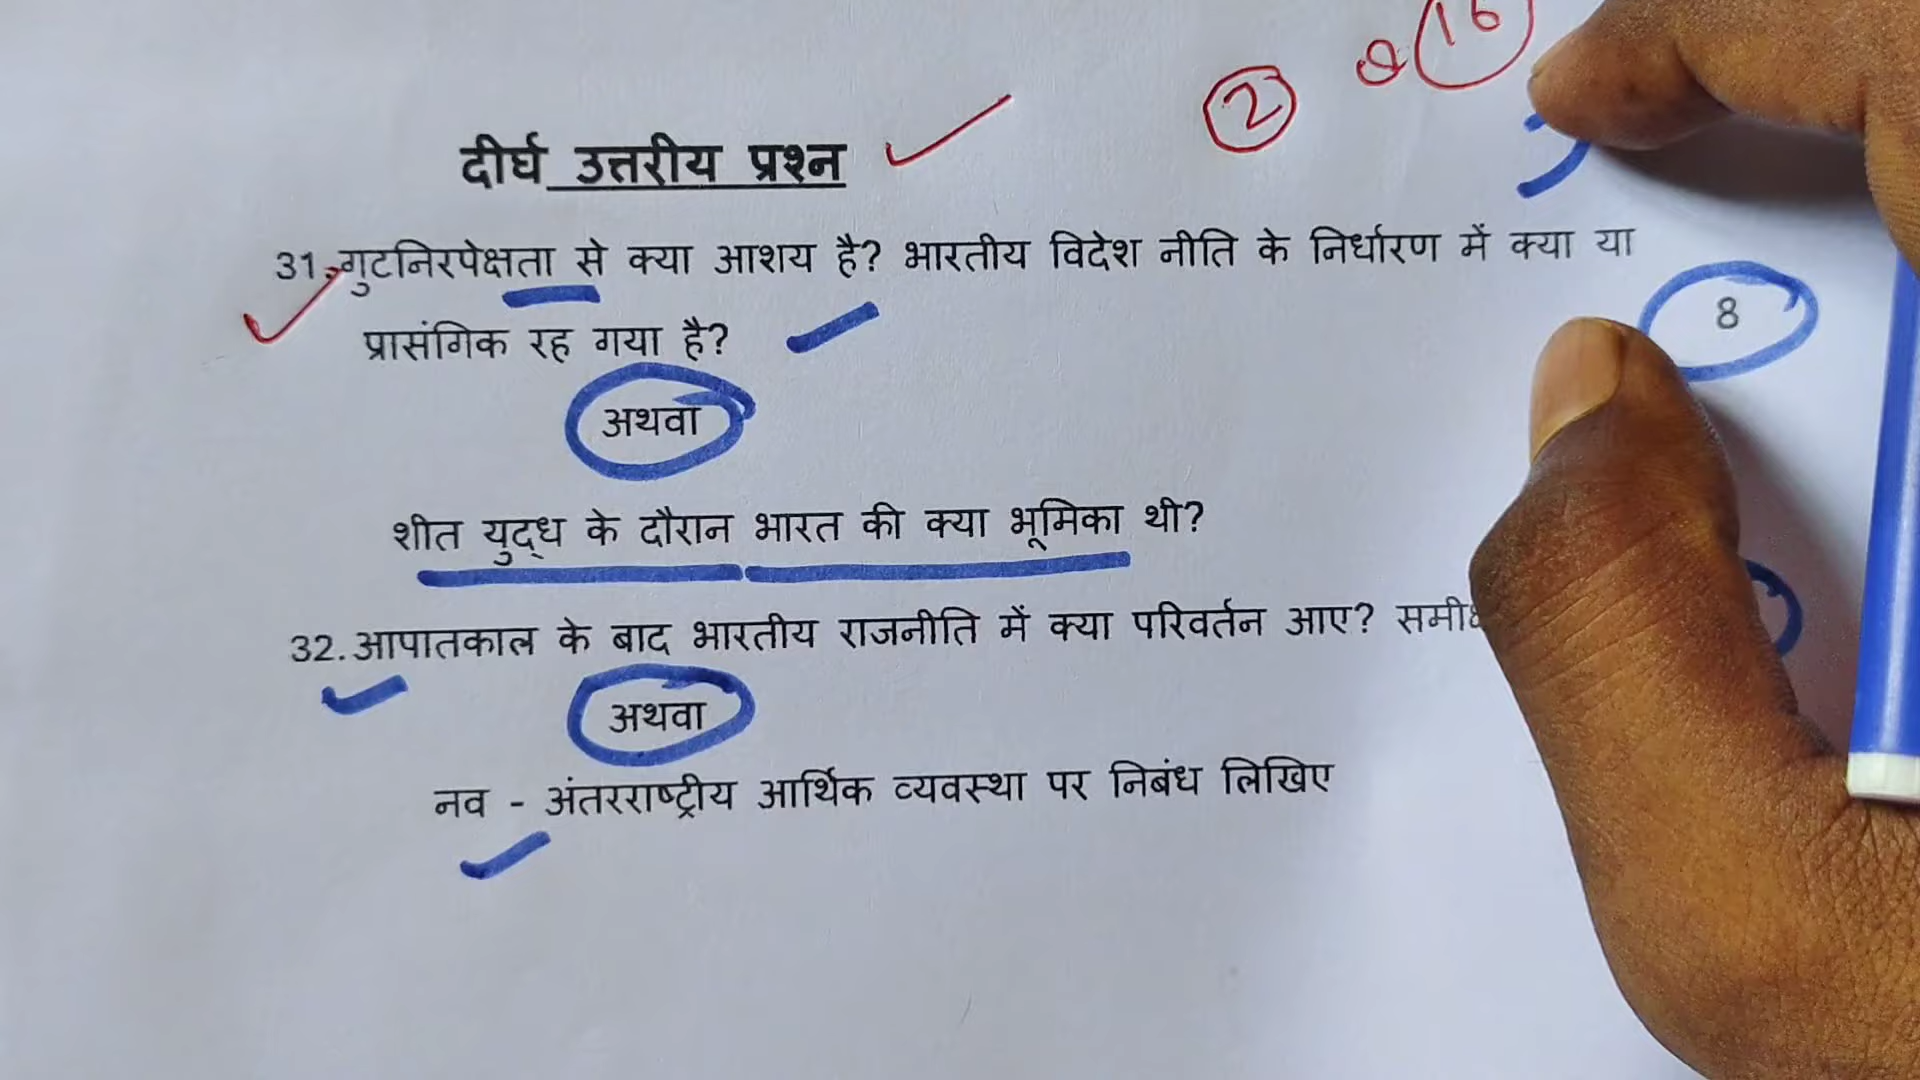 16
2
दीर्घ उत्तरीय प्रश्न
31. गुटनिरपेक्षता से क्या आशय है? भारतीय विदेश नीति के निर्धारण में क्या या
प्रासंगिक रह गया है? 8
अथवा
शीत युद्ध के दौरान भारत की क्या भूमिका थी?
32. आपातकाल के बाद भारतीय राजनीति में क्या परिवर्तन आए?
अथवा
नव - अंतरराष्ट्रीय आर्थिक व्यवस्था पर निबंध लिखिए